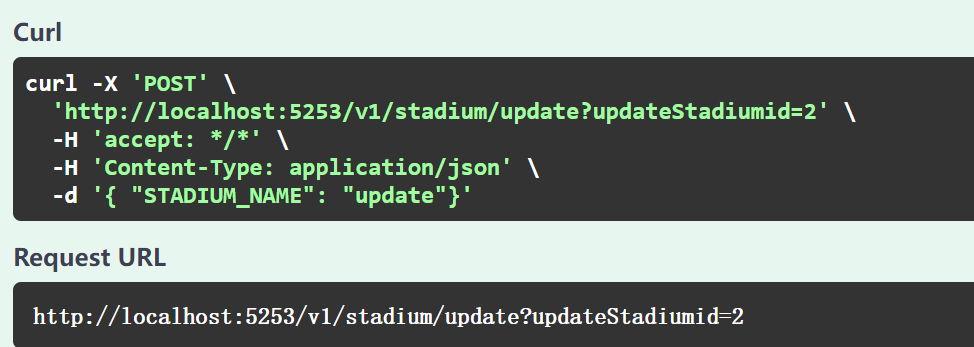 Curl
curl -X 'POST' \
'http://localhost:5253/v1/stadium/update?updateStadiumid=2' \
-H 'accept: */*' \
-H 'Content-Type: application/json' \
-d '{ "STADIUM_NAME": "update"}'
Request URL
http://localhost:5253/v1/stadium/update?updateStadiumid=2